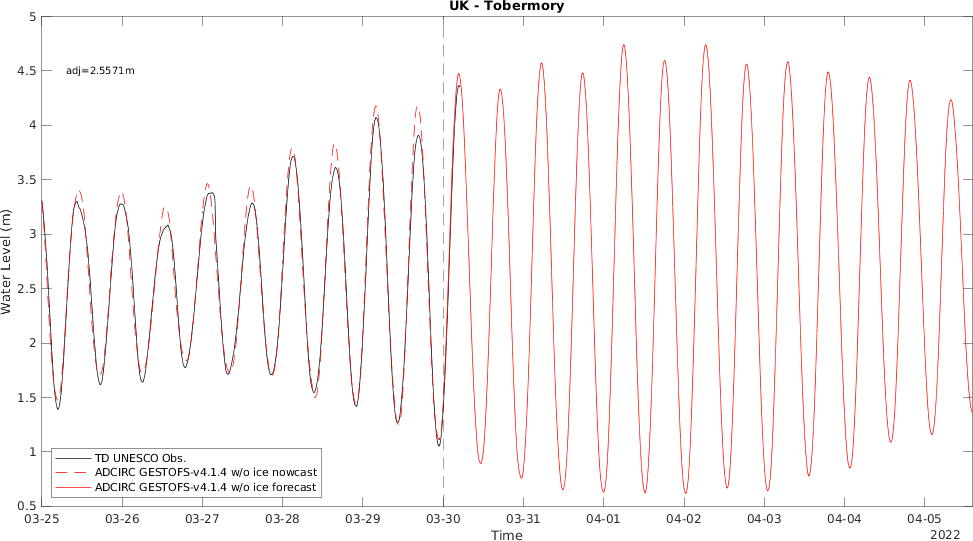 UK - Tobermory
adj=2.5571m
5
4.5
4
3.5
3
2.5
2
1.5
1
0.5
Water Level (m)
TD UNESCO Obs.
ADCIRC GESTOFS-v4.1.4 w/o ice nowcast
ADCIRC GESTOFS-v4.1.4 w/o ice forecast
03-25 03-26 03-27 03-28 03-29 03-30 03-31 04-01 04-02 04-03 04-04 04-05
Time
2022